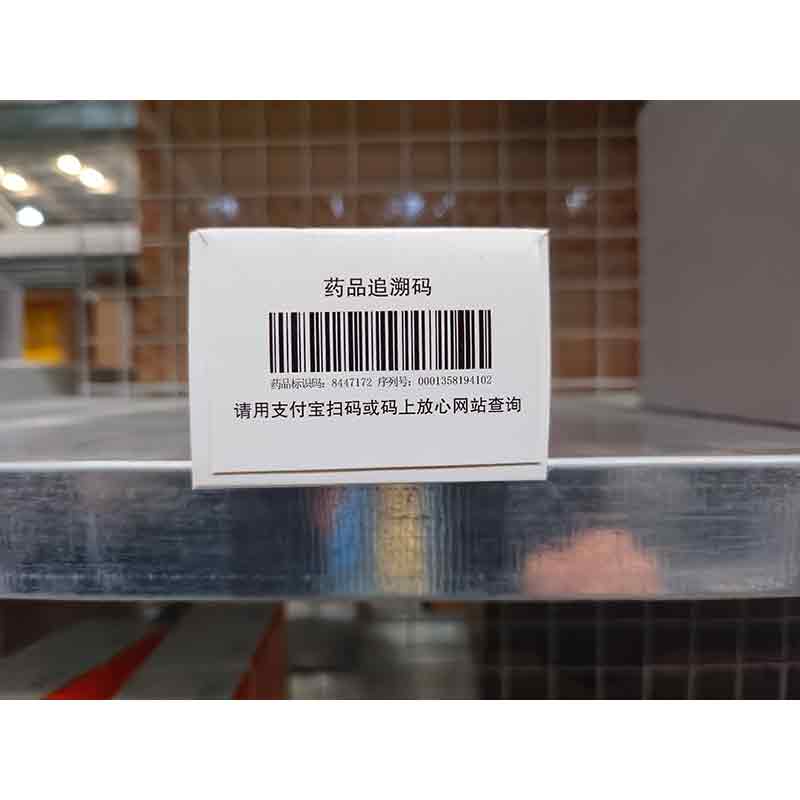 药品追溯码
药品标识码：8447172 序列号：0001358194102
请用支付宝扫码或码上放心网站查询